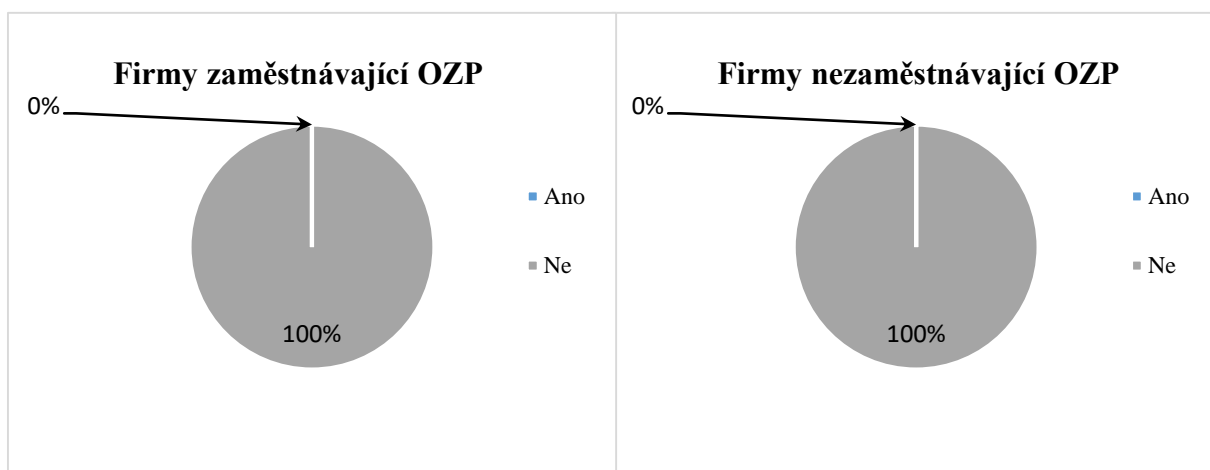 Firmy zaměstnávající OZP
0%
100%
Ano
Ne
Firmy nezaměstnávající OZP
0%
100%
Ano
Ne